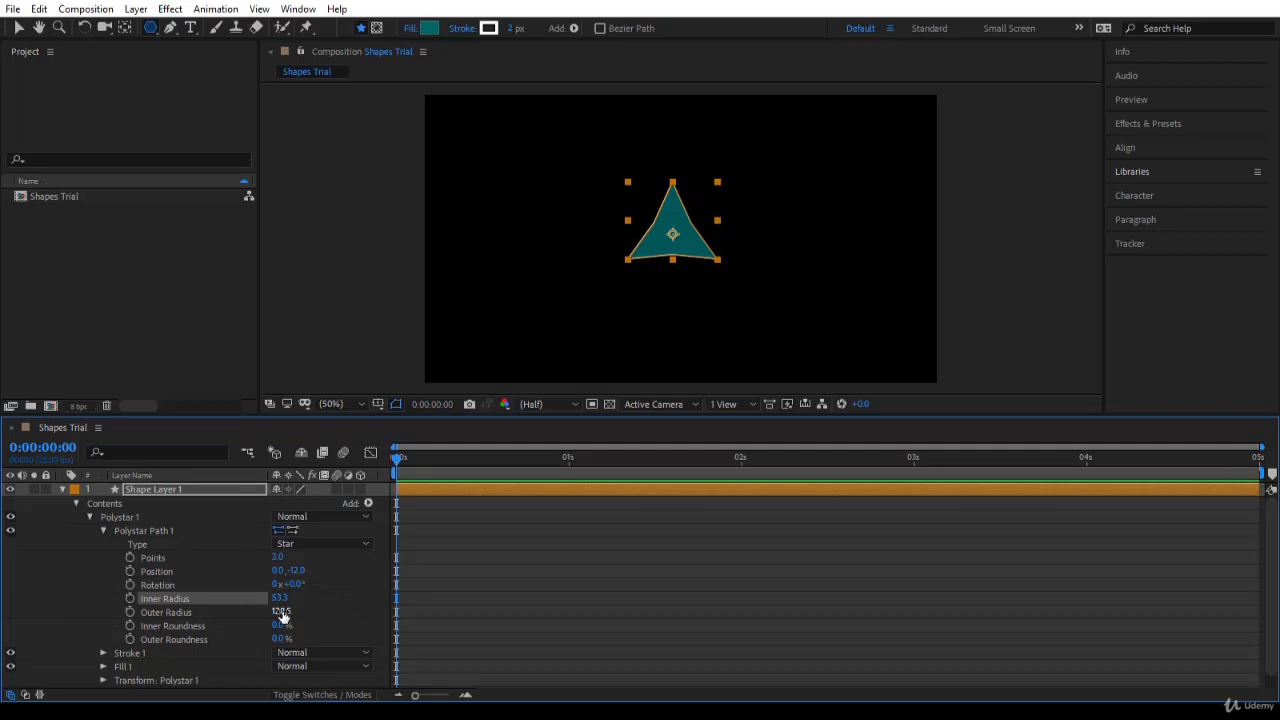 File Edit Composition Layer Effect Animation View Window Help
Fill: Stroke: 2 px Add: Bezier Path Default Standard Small Screen Search Help
Project Composition Shapes Trial Info
Shapes Trial
Audio
Preview
Effects & Presets
Align
Libraries
Character
Paragraph
Tracker
Name
Shapes Trial
8 bpc (50%) 0:00:00:00 (Half) Active Camera 1 View +0.0
Shapes Trial
0:00:00:00
# Layer Name
01s 02s 03s 04s 05s
1 Shape Layer 1
Contents Add:
Polystar 1 Normal
Polystar Path 1
Type Star
Points 3.0
Position 0.0,-12.0
Rotation 0x+0.0°
Inner Radius 53.3
Outer Radius
Inner Roundness
Outer Roundness 0.0 %
Stroke 1 Normal
Fill 1 Normal
Transform: Polystar 1
Toggle Switches / Modes
Udemy